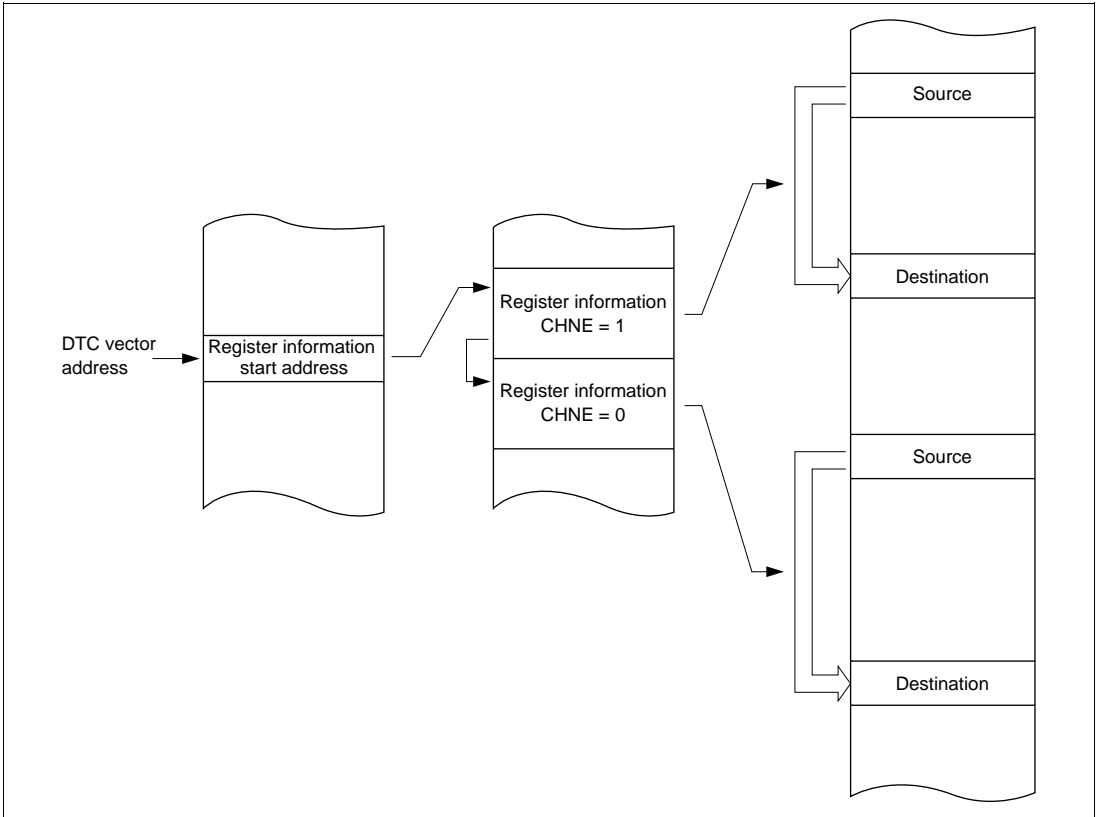 DTC vector
address
Register information
start address
Register information
CHNE = 1
Register information
CHNE = 0
Source
Destination
Source
Destination